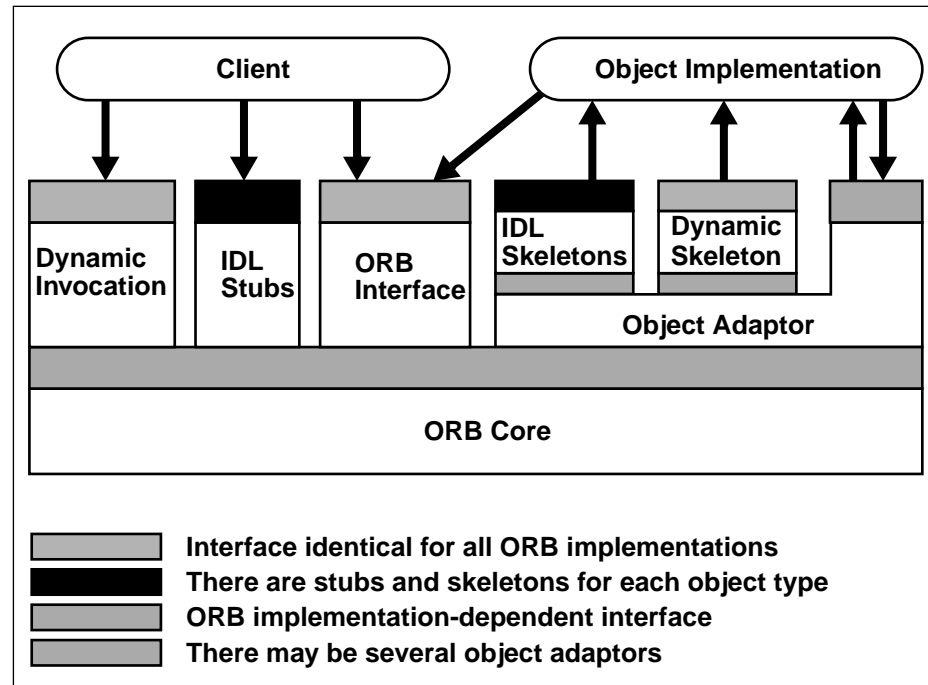 Client
Object Implementation
Dynamic
Invocation
IDL
Stubs
ORB
Interface
IDL
Skeletons
Dynamic
Skeleton
Object Adaptor
ORB Core
Interface identical for all ORB implementations
There are stubs and skeletons for each object type
ORB implementation-dependent interface
There may be several object adaptors